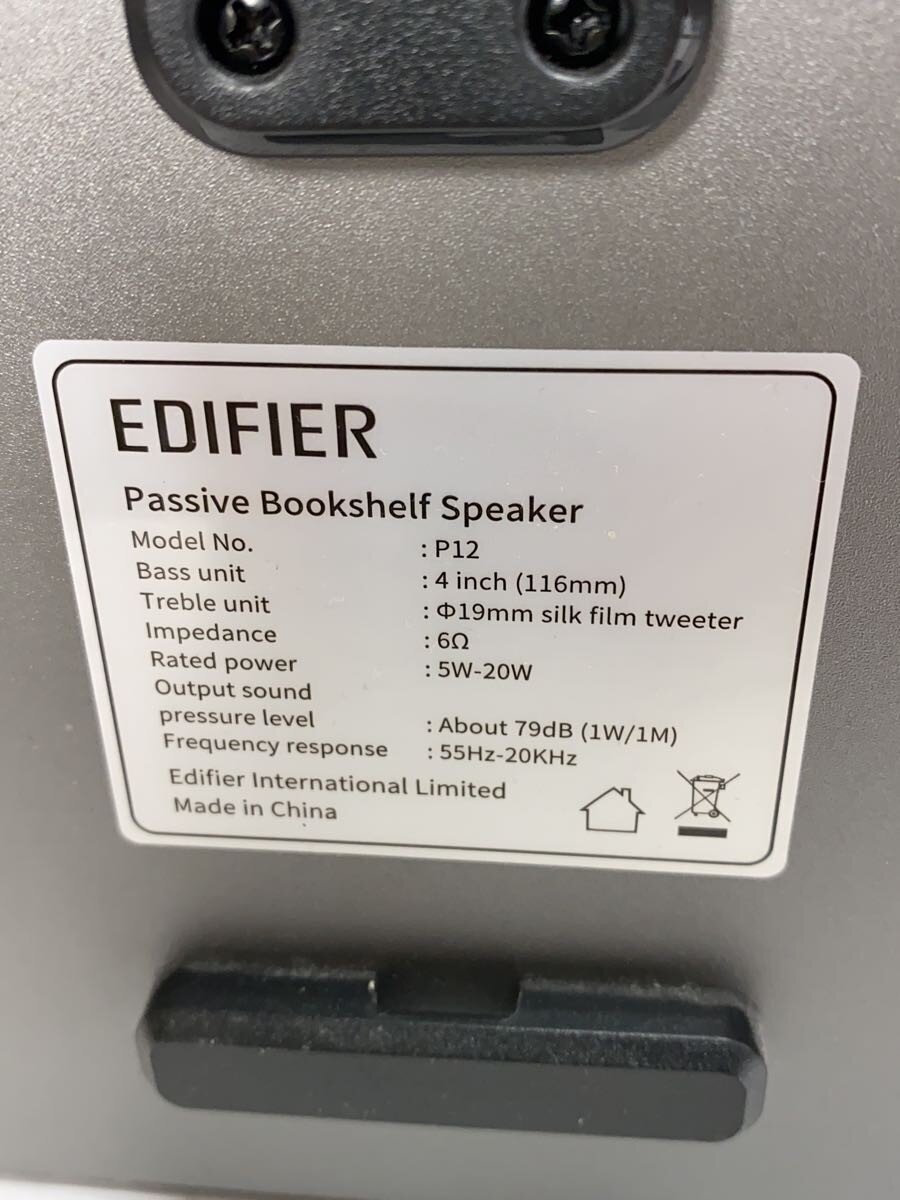 EDIFIER
Passive Bookshelf Speaker
Model No. : P12
Bass unit : 4 inch (116mm)
Treble unit : Φ19mm silk film tweeter
Impedance : 6Ω
Rated power : 5W-20W
Output sound
pressure level : About 79dB (1W/1M)
Frequency response : 55Hz-20KHz
Edifier International Limited
Made in China